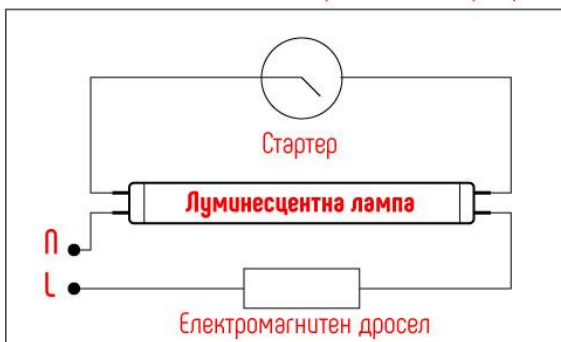 Стартер
Луминесцентна лампа
П
L
Електромагнитен дросел